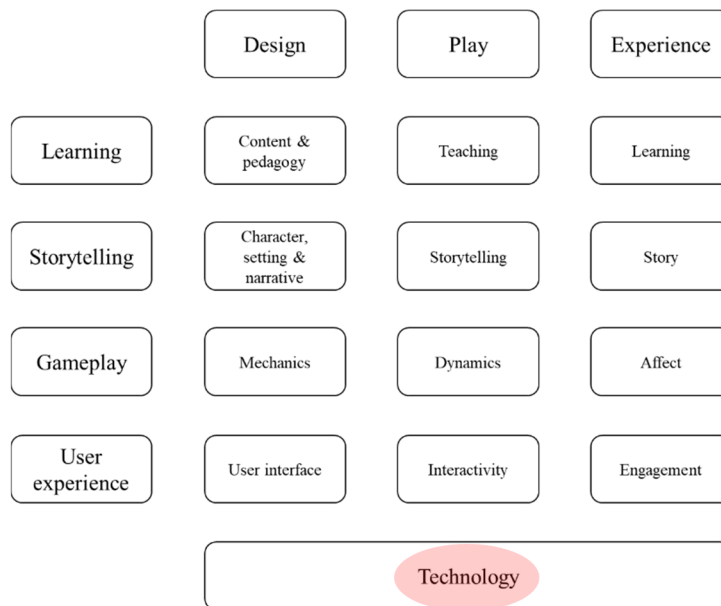 Design
Play
Experience
Learning
Content &
pedagogy
Teaching
Learning
Storytelling
Character,
setting &
narrative
Storytelling
Story
Gameplay
Mechanics
Dynamics
Affect
User
experience
User interface
Interactivity
Engagement
Technology